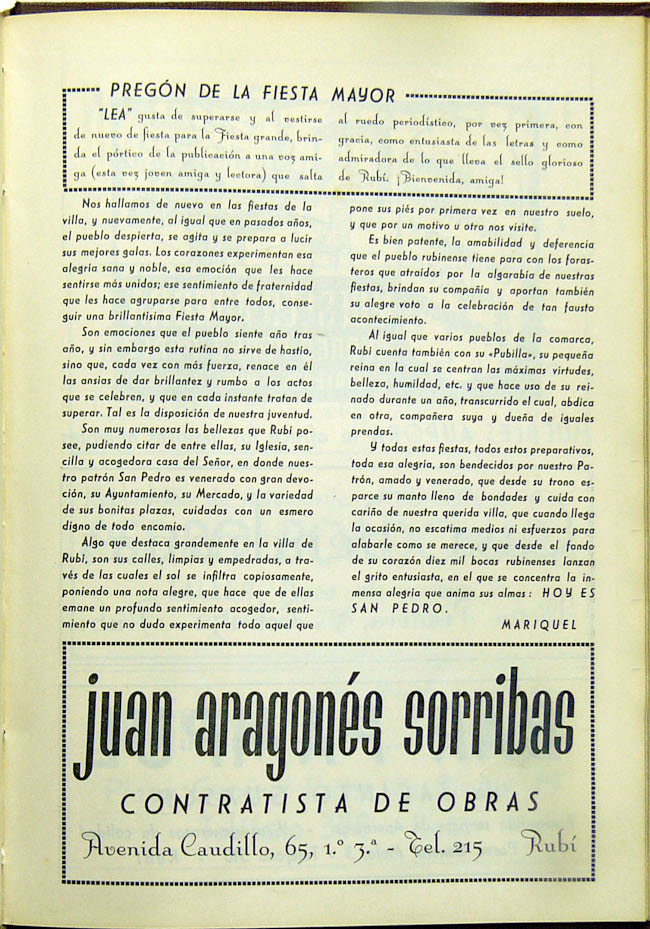 PREGÓN DE LA FIESTA MAYOR
"LEA" gusta de superarse y al vestirse
de nuevo de fiesta para la Fiesta grande, brin-
da el pórtico de la publicación a una voz ami-
ga (esta vez joven amiga y lectora) que salta
al ruedo periodístico, por vez primera, con
gracia, como entusiasta de las letras y como
admiradora de lo que lleva el sello glorioso
de Rubí. ¡Bienvenida, amiga!
Nos hallamos de nuevo en las fiestas de la
villa, y nuevamente, al igual que en pasados años,
el pueblo despierta, se agita y se prepara a lucir
sus mejores galas. Los corazones experimentan esa
alegria sana y noble, esa emoción que les hace
sentirse más unidos; ese sentimiento de fraternidad
que les hace agruparse para entre todos, conse-
guir una brillantísima Fiesta Mayor.
Son emociones que el pueblo siente año tras
año, y sin embargo esta rutina no sirve de hastio,
sino que, cada vez con más fuerza, renace en él
las ansias de dar brillantez y rumbo a los actos
que se celebren, y que en cada instante tratan de
superar. Tal es la disposición de nuestra juventud.
Son muy numerosas las bellezas que Rubí po-
see, pudiendo citar de entre ellas, su Iglesia, sen-
cilla y acogedora casa del Señor, en donde nues-
tro patrón San Pedro es venerado con gran devo-
ción, su Ayuntamiento, su Mercado, y la variedad
de sus bonitas plazas, cuidadas con un esmero
digno de todo encomio.
Algo que destaca grandemente en la villa de
Rubí, son sus calles, limpias y empedradas, a tra-
vés de las cuales el sol se infiltra copiosamente,
poniendo una nota alegre, que hace que de ellas
emane un profundo sentimiento acogedor, senti-
miento que no dudo experimenta todo aquel que
pone sus piés por primera vez en nuestro suelo,
y que por un motivo u otro nos visite.
Es bien patente, la amabilidad y deferencia
que el pueblo rubinense tiene para con los foras-
teros que atraidos por la algarabia de nuestras
fiestas, brindan su compañía y aportan también
su alegre voto a la celebración de tan fausto
acontecimiento.
Al igual que varios pueblos de la comarca,
Rubí cuenta también con su «Pubilla», su pequeña
reina en la cual se centran las máximas virtudes,
belleza, humildad, etc. y que hace uso de su rei-
nado durante un año, transcurrido el cual, abdica
en otra, compañera suya y dueña de iguales
prendas.
Y todas estas fiestas, todos estos preparativos,
toda esa alegria, son bendecidos por nuestro Pa-
trón, amado y venerado, que desde su trono es-
parce su manto lleno de bondades y cuida con
cariño de nuestra querida villa, que cuando llega
la ocasión, no escatima medios ni esfuerzos para
alabarle como se merece, y que desde el fondo
de su corazón diez mil bocas rubinenses lanzan
el grito entusiasta, en el que se concentra la in-
mensa alegria que anima sus almas: HOY ES
SAN PEDRO.
MARIQUEL
juan aragonés sorribas
CONTRATISTA DE OBRAS
Avenida Caudillo, 65, 1.º 3.ª - Tel. 215 Rubí